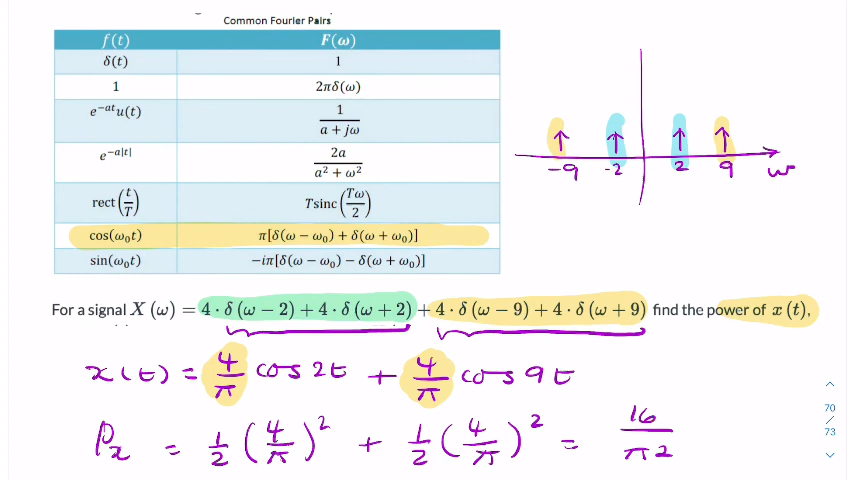 Common Fourier Pairs
f(t) F(ω)
δ(t) 1
1 2πδ(ω)
e^{-at}u(t) 1/(a + jω)
e^{-a|t|} 2a/(a² + ω²)
rect(t/T) Tsinc(Tω/2)
cos(ω₀t) π[δ(ω − ω₀) + δ(ω + ω₀)]
sin(ω₀t) −iπ[δ(ω − ω₀) − δ(ω + ω₀)]
-9 -2 2 9 w
For a signal X (ω) = 4 · δ (ω − 2) + 4 · δ (ω + 2) + 4 · δ (ω − 9) + 4 · δ (ω + 9) find the power of x (t),
x(t) = 4/π cos 2t + 4/π cos 9t
Pₓ = 1/2 (4/π)² + 1/2 (4/π)² = 16/π2
70
/
73